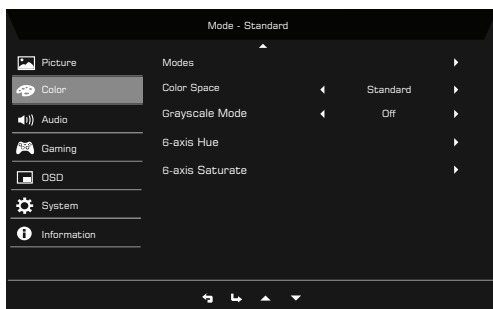 Mode - Standard
Picture
Color
Audio
Gaming
OSD
System
Information
Modes
Color Space Standard
Grayscale Mode Off
6-axis Hue
6-axis Saturate